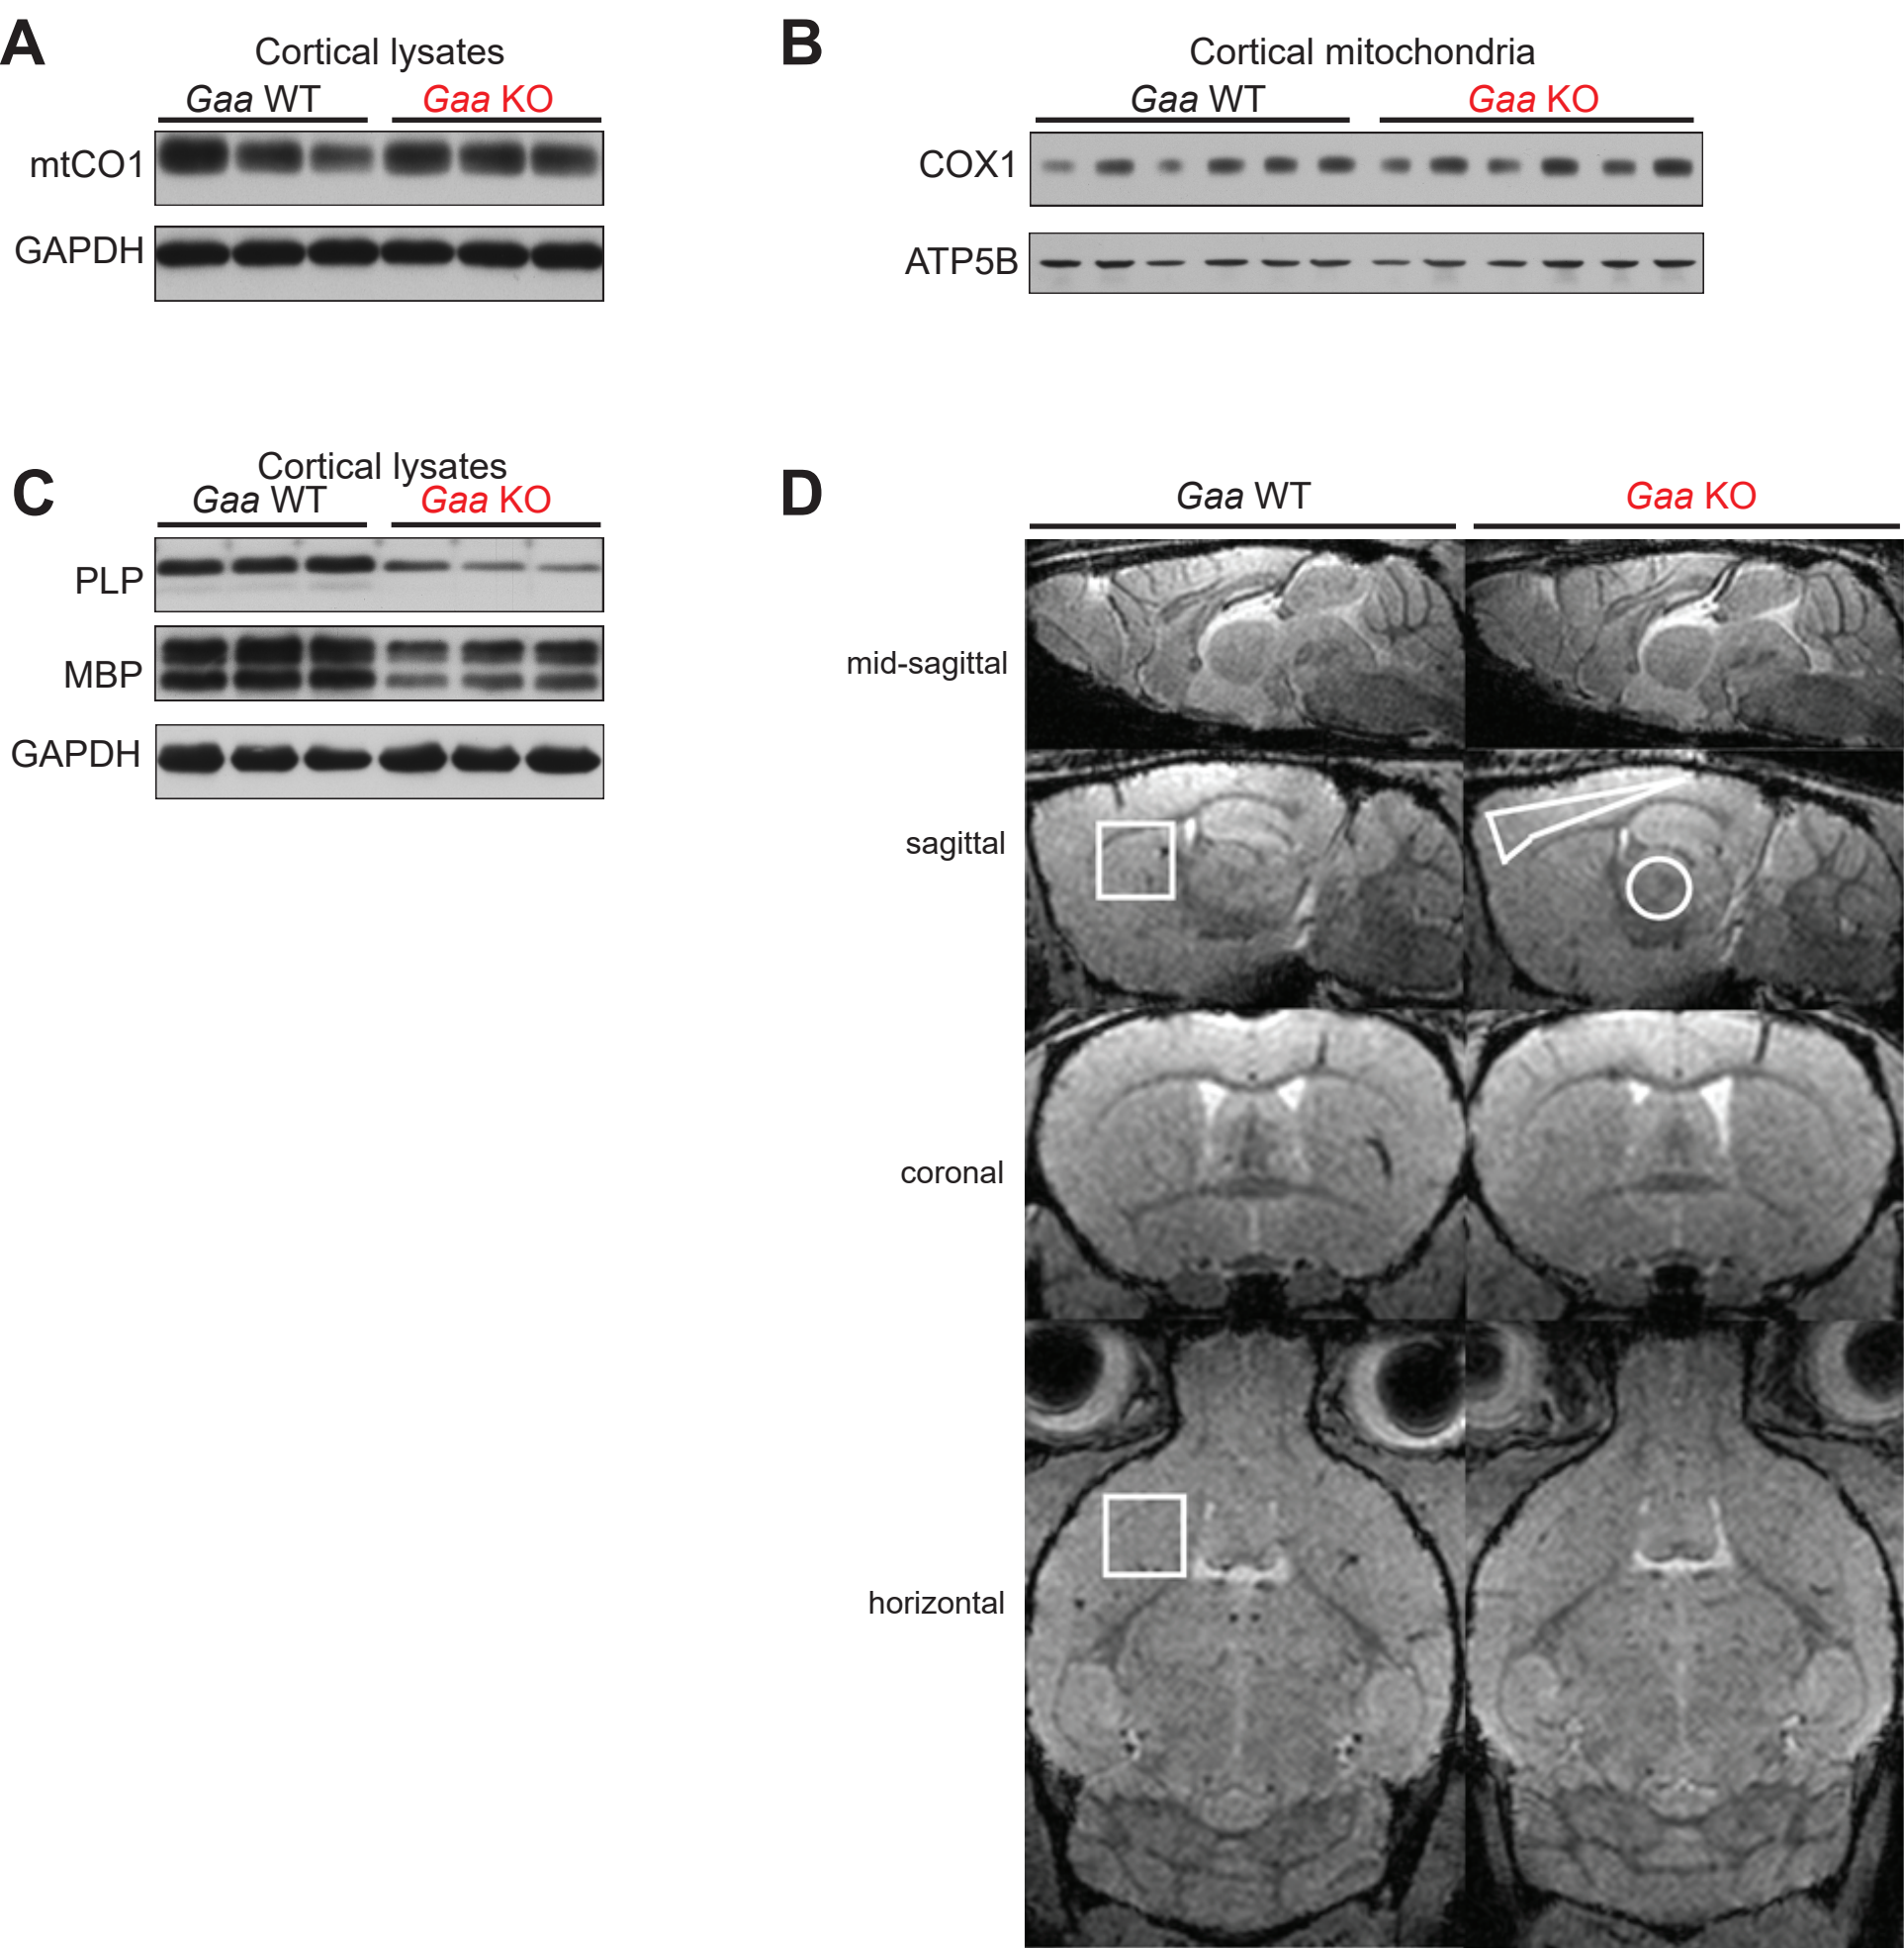 A
Cortical lysates
Gaa WT Gaa KO
mtCO1
GAPDH
B
Cortical mitochondria
Gaa WT Gaa KO
COX1
ATP5B
C
Cortical lysates
Gaa WT Gaa KO
PLP
MBP
GAPDH
D
Gaa WT Gaa KO
mid-sagittal
sagittal
coronal
horizontal